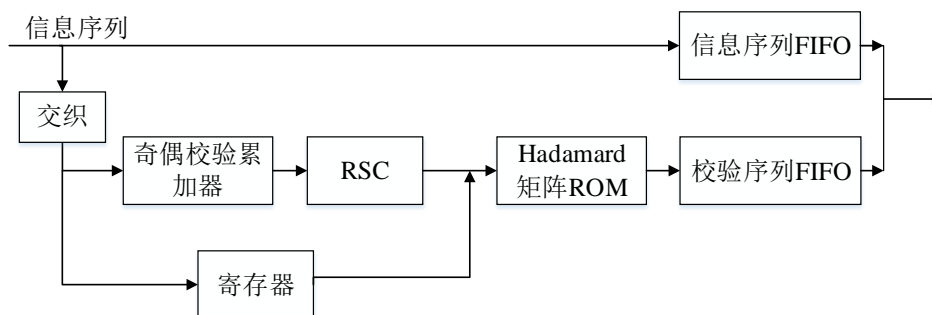 信息序列
信息序列FIFO
交织
奇偶校验累
加器
RSC
Hadamard
矩阵ROM
校验序列FIFO
寄存器